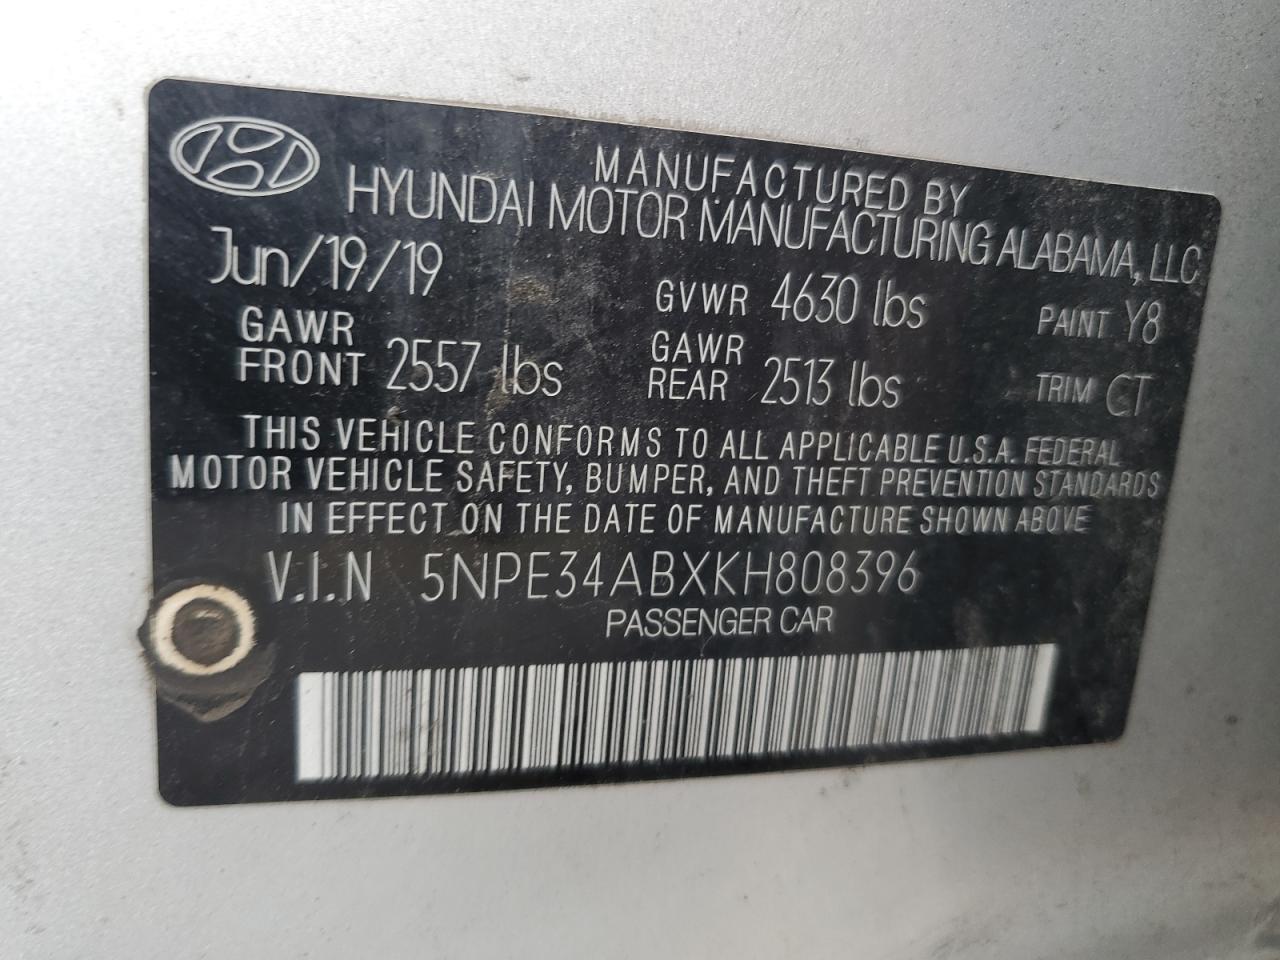 MANUFACTURED BY
HYUNDAI MOTOR MANUFACTURING ALABAMA, LLC
Jun/19/19 GVWR 4630 lbs PAINT Y8
GAWR FRONT 2557 lbs GAWR REAR 2513 lbs TRIM CT
THIS VEHICLE CONFORMS TO ALL APPLICABLE U.S.A. FEDERAL
MOTOR VEHICLE SAFETY, BUMPER, AND THEFT PREVENTION STANDARDS
IN EFFECT ON THE DATE OF MANUFACTURE SHOWN ABOVE
V.I.N 5NPE34ABXKH808396
PASSENGER CAR